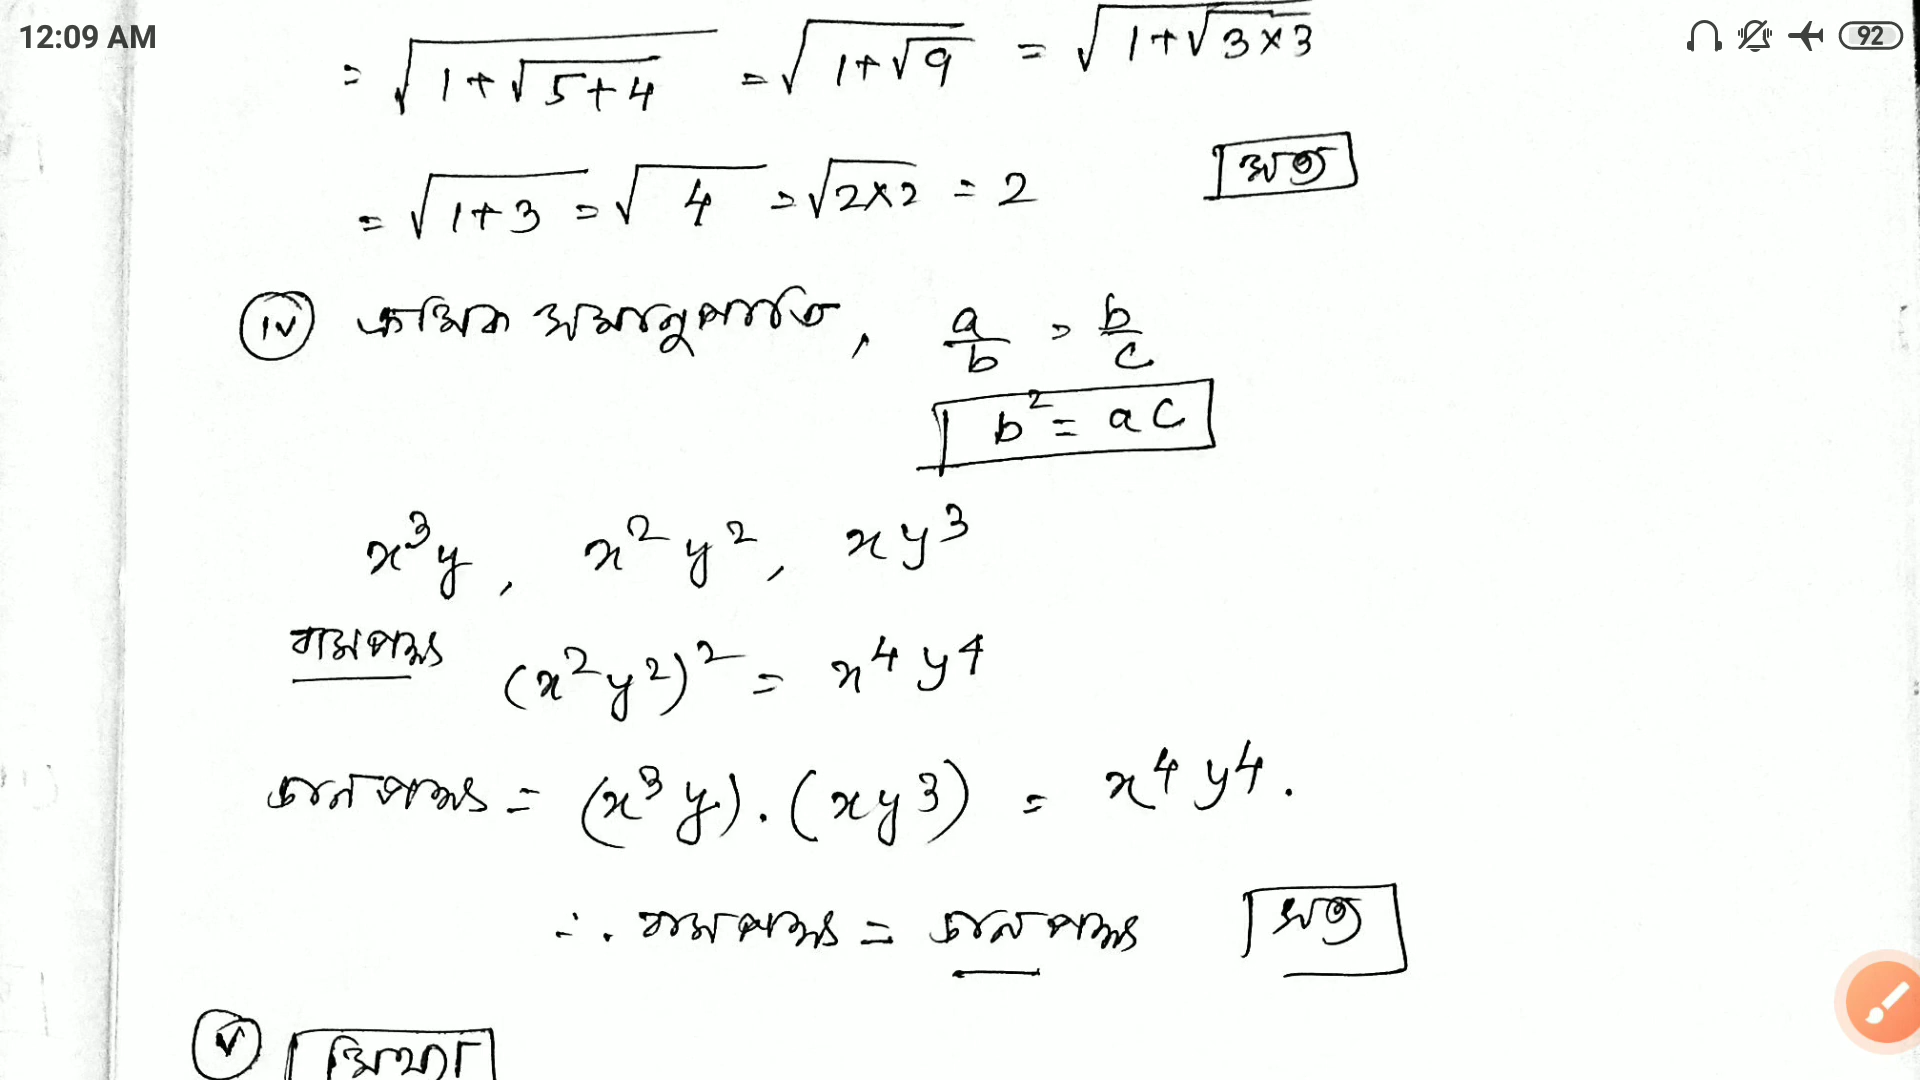 12:09 AM
92
= √(1+√(5+4)) = √(1+√9) = √(1+√(3×3))
= √(1+3) = √4 = √(2×2) = 2 সত্য
(iv) ক্রমিক সমানুপাতি, a/b = b/c
b² = ac
x³y, x²y², xy³
বামপক্ষ (x²y²)² = x⁴y⁴
ডানপক্ষ = (x³y).(xy³) = x⁴y⁴.
∴ বামপক্ষ = ডানপক্ষ সত্য
(v) মিথ্যা